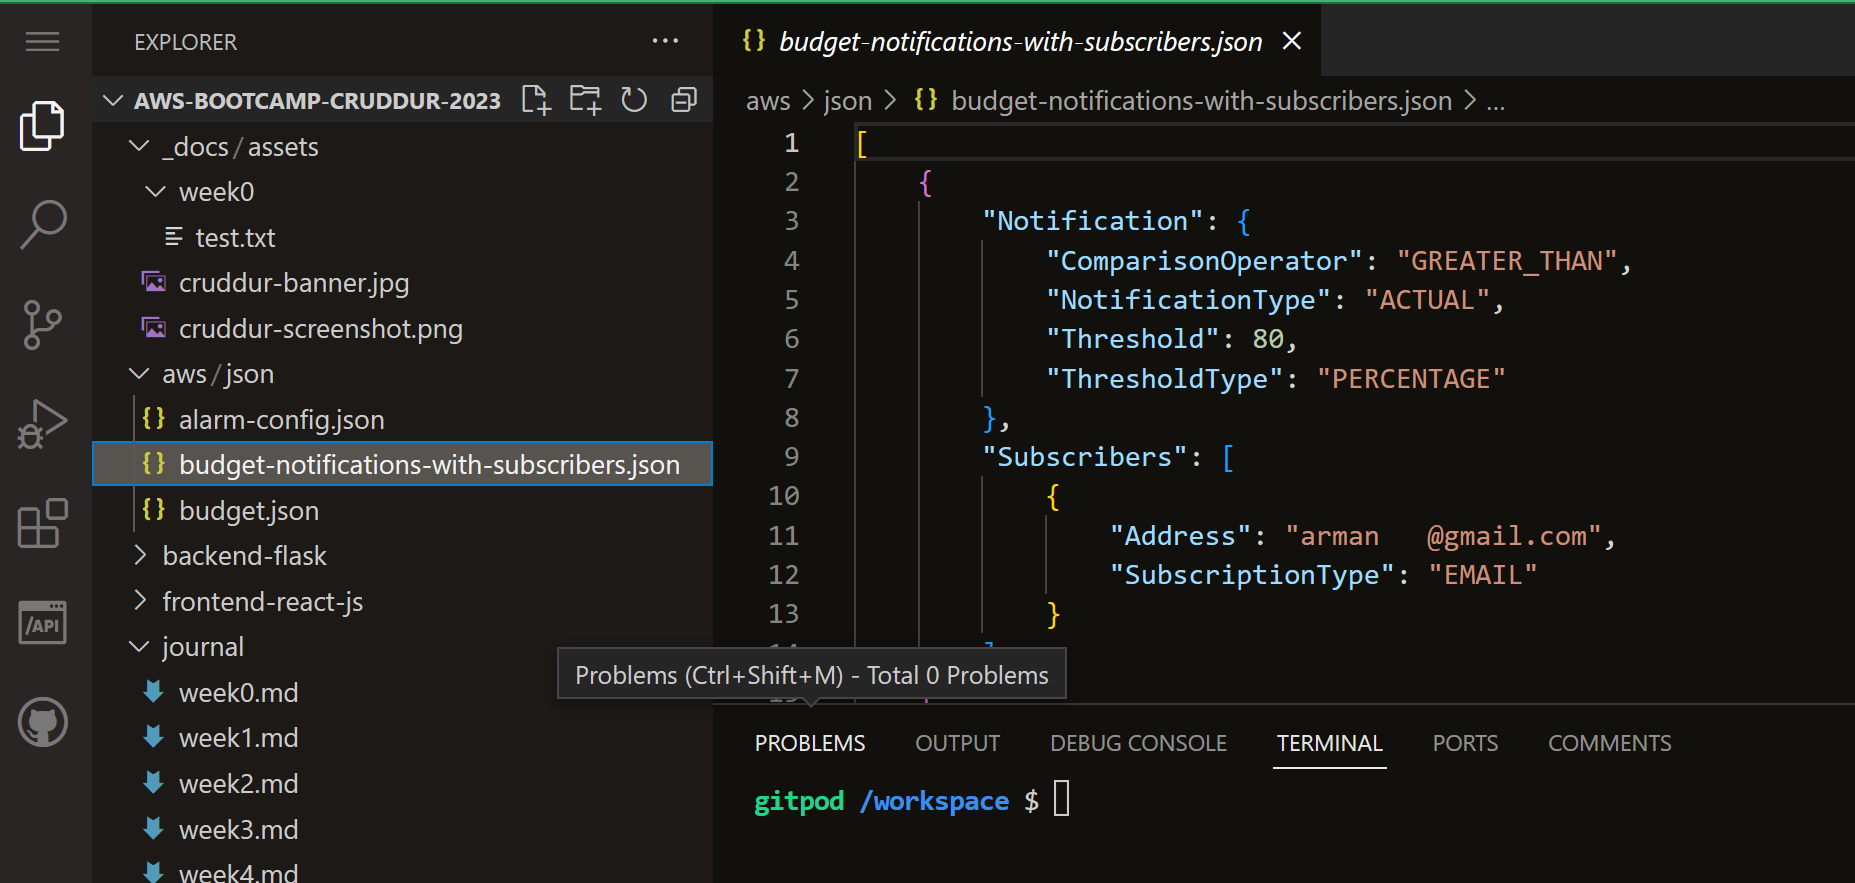 EXPLORER
AWS-BOOTCAMP-CRUDDUR-2023
_docs / assets
week0
test.txt
cruddur-banner.jpg
cruddur-screenshot.png
aws / json
{} alarm-config.json
{} budget-notifications-with-subscribers.json
{} budget.json
backend-flask
frontend-react-js
journal
week0.md
week1.md
week2.md
week3.md
week4.md
/API
{} budget-notifications-with-subscribers.json
aws > json > {} budget-notifications-with-subscribers.json > ...
1 [
2 {
3 "Notification": {
4 "ComparisonOperator": "GREATER_THAN",
5 "NotificationType": "ACTUAL",
6 "Threshold": 80,
7 "ThresholdType": "PERCENTAGE"
8 },
9 "Subscribers": [
10 {
11 "Address": "arman @gmail.com",
12 "SubscriptionType": "EMAIL"
13 }
Problems (Ctrl+Shift+M) - Total 0 Problems
PROBLEMS OUTPUT DEBUG CONSOLE TERMINAL PORTS COMMENTS
gitpod /workspace $